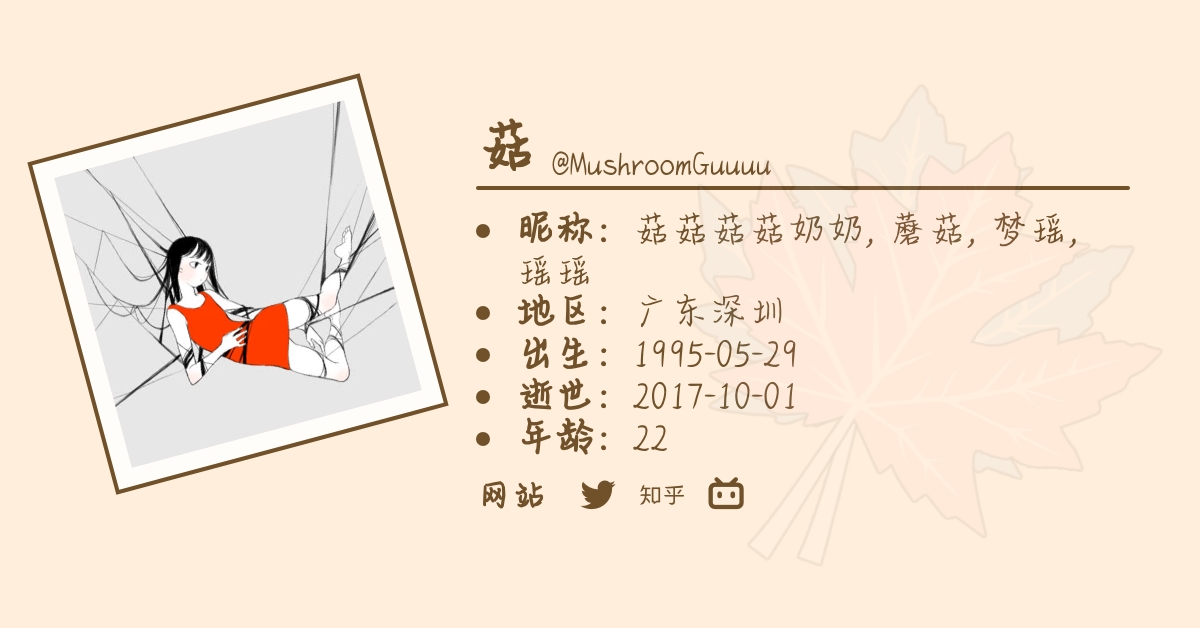 菇 @MushroomGuuuu
昵称： 菇菇菇菇奶奶, 蘑菇, 梦瑶,
瑶瑶
地区： 广东深圳
出生： 1995-05-29
逝世： 2017-10-01
年龄： 22
网站 知乎